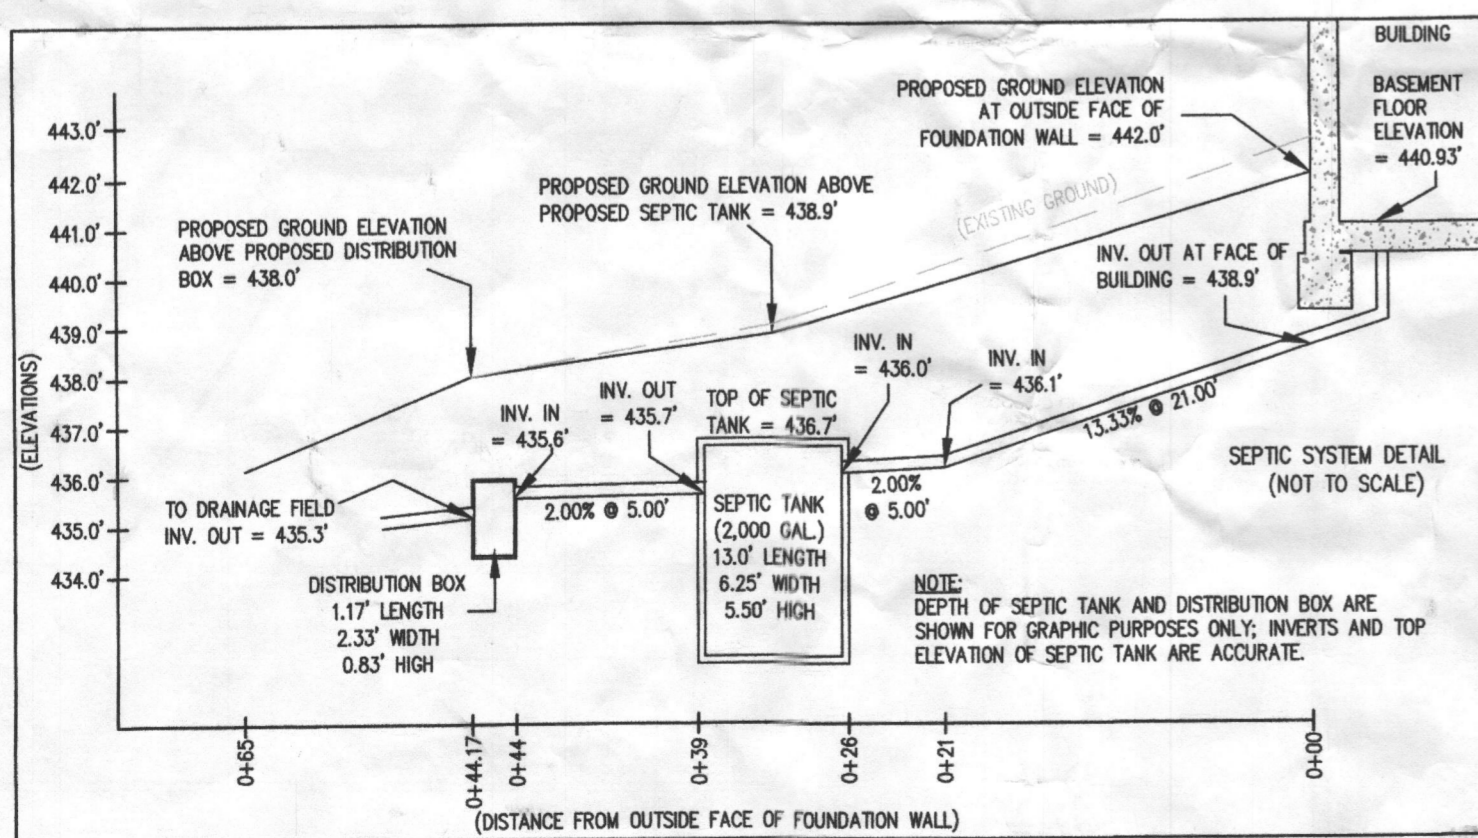 BUILDING
BASEMENT
FLOOR
ELEVATION
= 440.93'
PROPOSED GROUND ELEVATION
AT OUTSIDE FACE OF
FOUNDATION WALL = 442.0'
PROPOSED GROUND ELEVATION ABOVE
PROPOSED SEPTIC TANK = 438.9'
PROPOSED GROUND ELEVATION
ABOVE PROPOSED DISTRIBUTION
BOX = 438.0'
(EXISTING GROUND)
INV. OUT AT FACE OF
BUILDING = 438.9'
443.0'
442.0'
441.0'
440.0'
439.0'
438.0'
437.0'
436.0'
435.0'
434.0'
(ELEVATIONS)
INV. IN
= 436.0'
INV. IN
= 436.1'
INV. OUT
= 435.7'
INV. IN
= 435.6'
TOP OF SEPTIC
TANK = 436.7'
13.33% @ 21.00'
2.00%
@ 5.00'
2.00% @ 5.00'
SEPTIC SYSTEM DETAIL
(NOT TO SCALE)
TO DRAINAGE FIELD
INV. OUT = 435.3'
SEPTIC TANK
(2,000 GAL.)
13.0' LENGTH
6.25' WIDTH
5.50' HIGH
DISTRIBUTION BOX
1.17' LENGTH
2.33' WIDTH
0.83' HIGH
NOTE:
DEPTH OF SEPTIC TANK AND DISTRIBUTION BOX ARE
SHOWN FOR GRAPHIC PURPOSES ONLY; INVERTS AND TOP
ELEVATION OF SEPTIC TANK ARE ACCURATE.
0+65
0+44.17
0+44
0+39
0+26
0+21
0+00
(DISTANCE FROM OUTSIDE FACE OF FOUNDATION WALL)